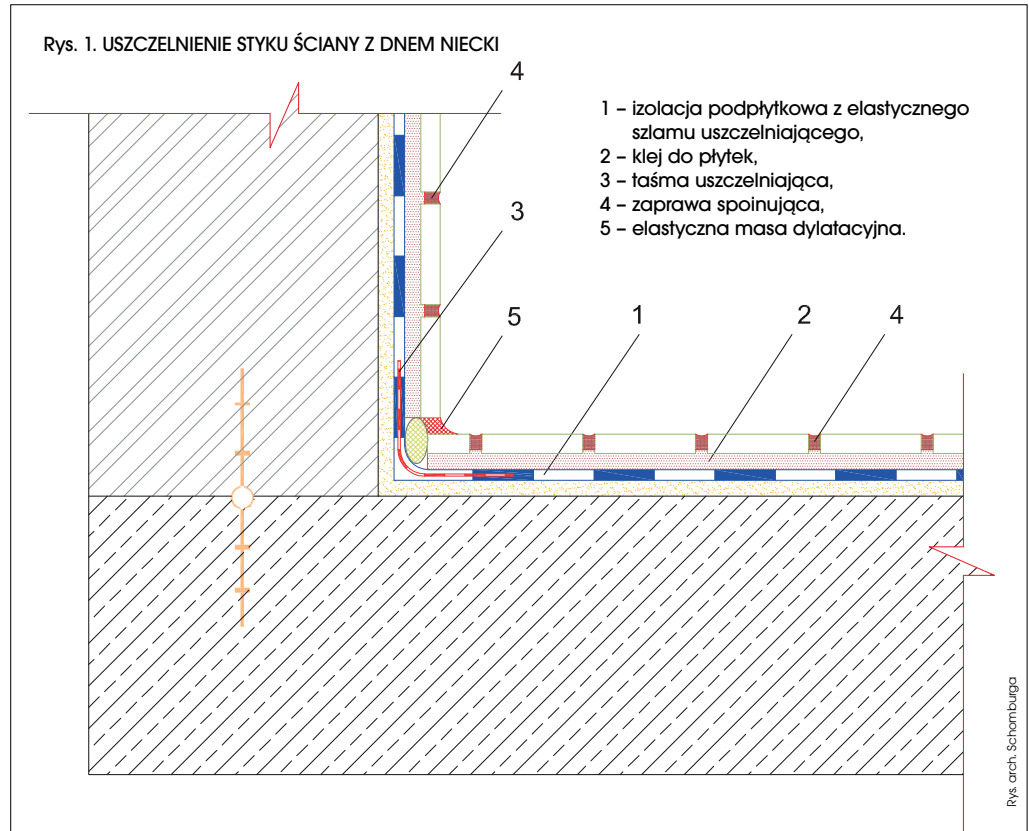 Rys. 1. USZCZELNIENIE STYKU ŚCIANY Z DNEM NIECKI
4
1 – izolacja podpłytkowa z elastycznego
szlamu uszczelniającego,
2 – klej do płytek,
3 – taśma uszczelniająca,
4 – zaprawa spoinująca,
5 – elastyczna masa dylatacyjna.
3
5
1
2
4
Rys. arch. Schomburga